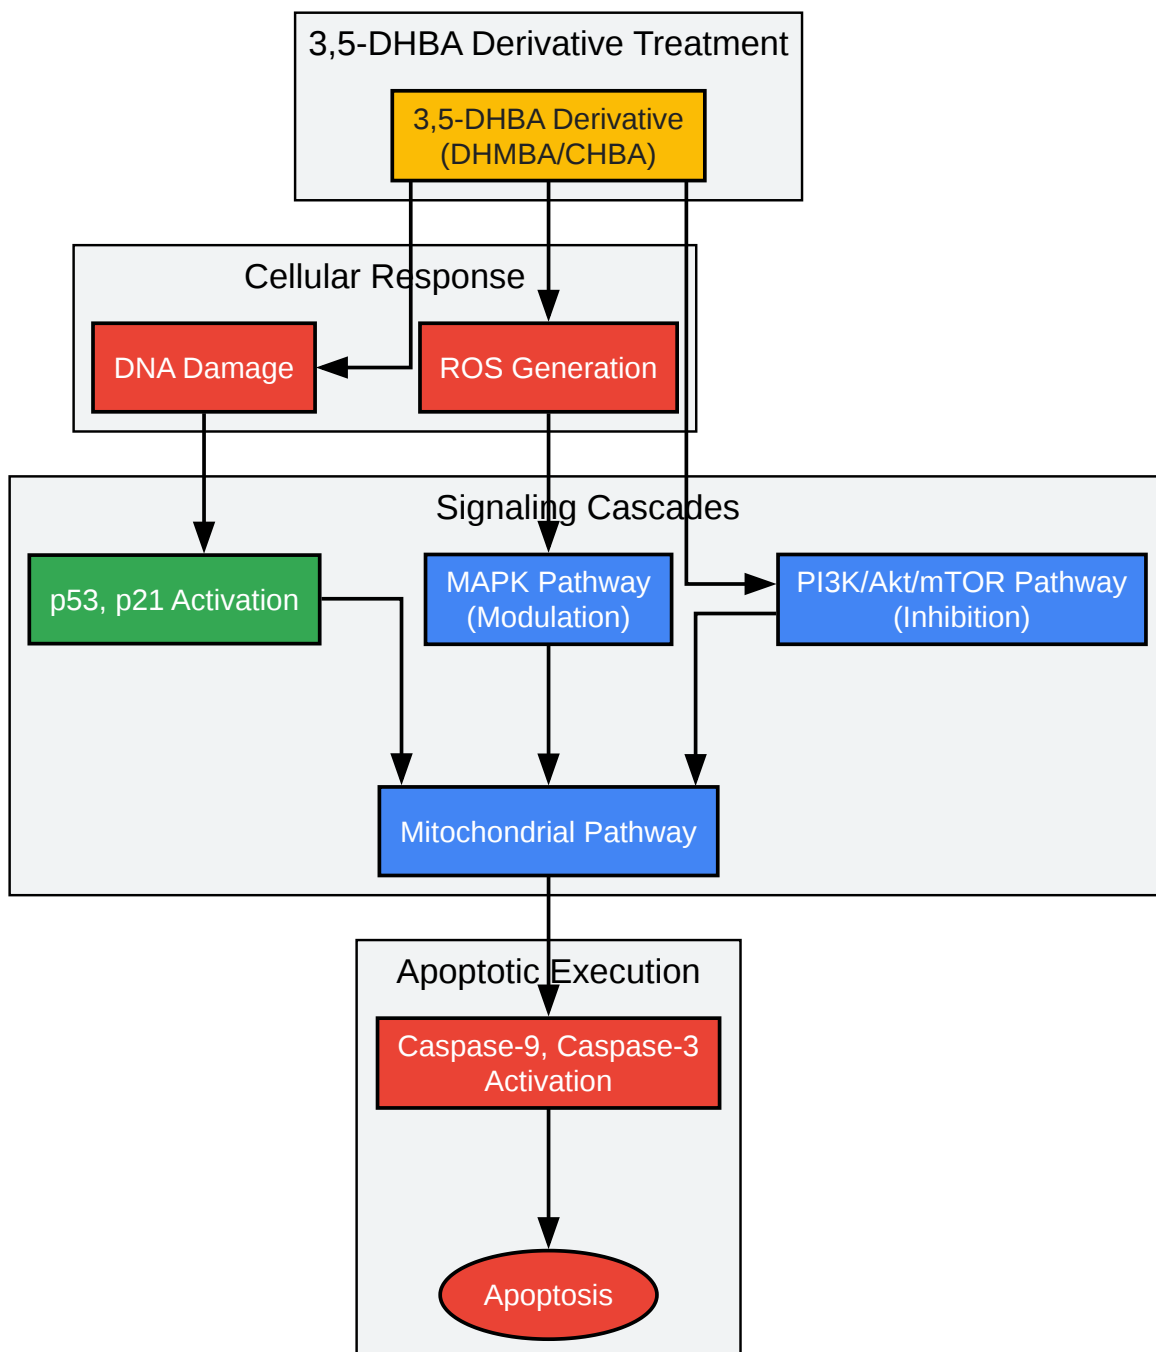 3,5-DHBA Derivative Treatment
3,5-DHBA Derivative
(DHMBA/CHBA)
Cellular Response
DNA Damage
ROS Generation
Signaling Cascades
p53, p21 Activation
MAPK Pathway
(Modulation)
PI3K/Akt/mTOR Pathway
(Inhibition)
Mitochondrial Pathway
Apoptotic Execution
Caspase-9, Caspase-3
Activation
Apoptosis